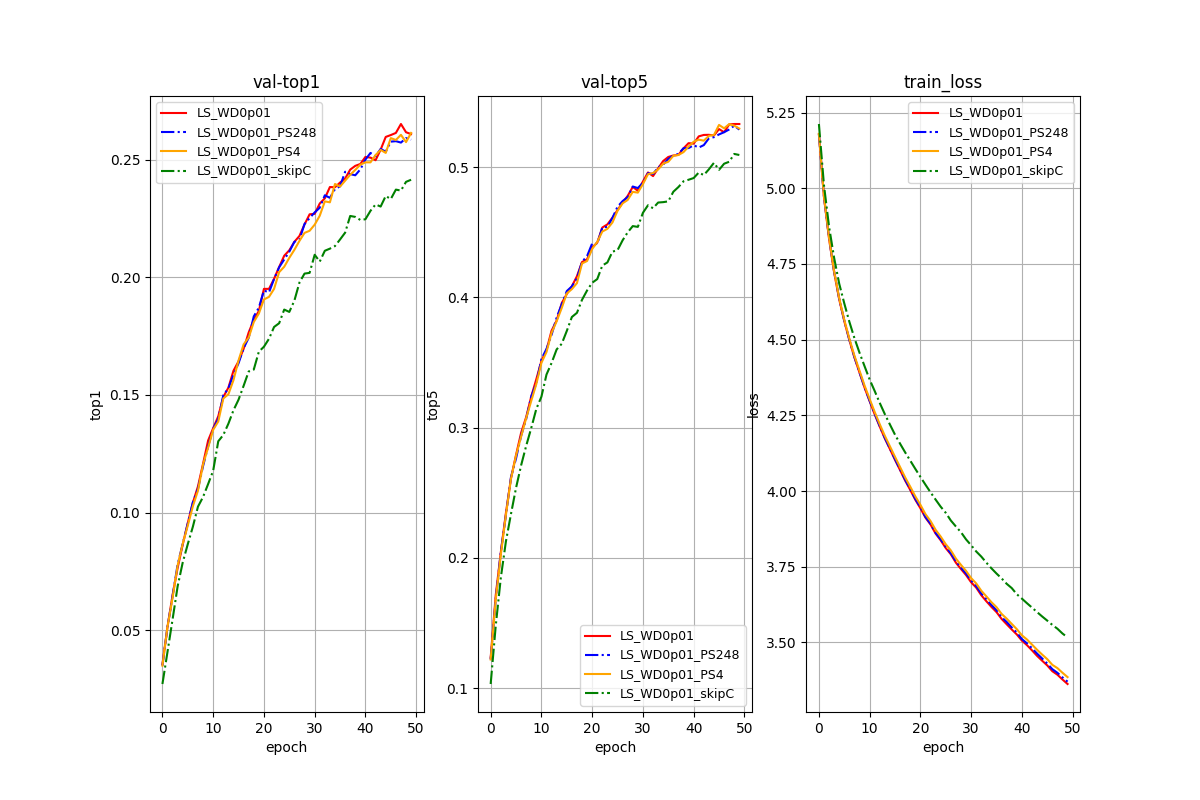 val-top1
LS_WD0p01
LS_WD0p01_PS248
LS_WD0p01_PS4
LS_WD0p01_skipC
0.25
0.20
0.15
0.10
0.05
top1
0
10
20
30
40
50
epoch
val-top5
0.5
0.4
0.3
0.2
0.1
top5
LS_WD0p01
LS_WD0p01_PS248
LS_WD0p01_PS4
LS_WD0p01_skipC
0
10
20
30
40
50
epoch
train_loss
LS_WD0p01
LS_WD0p01_PS248
LS_WD0p01_PS4
LS_WD0p01_skipC
5.25
5.00
4.75
4.50
4.25
4.00
3.75
3.50
loss
0
10
20
30
40
50
epoch